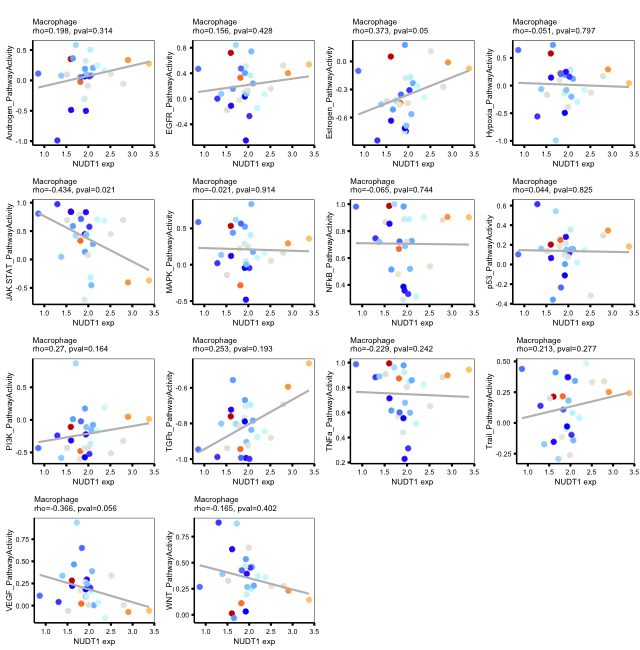 Macrophage
rho=0.198, pval=0.314
Androgen_PathwayActivity
0.5
0.0
-0.5
-1.0
1.0 1.5 2.0 2.5 3.0 3.5
NUDT1 exp
Macrophage
rho=0.156, pval=0.428
EGFR_PathwayActivity
0.8
0.4
0.0
-0.4
1.0 1.5 2.0 2.5 3.0 3.5
NUDT1 exp
Macrophage
rho=0.373, pval=0.05
Estrogen_PathwayActivity
0.0
-0.3
-0.6
1.0 1.5 2.0 2.5 3.0 3.5
NUDT1 exp
Macrophage
rho=-0.051, pval=0.797
Hypoxia_PathwayActivity
0.5
0.0
-0.5
-1.0
1.0 1.5 2.0 2.5 3.0 3.5
NUDT1 exp
Macrophage
rho=-0.434, pval=0.021
JAK.STAT_PathwayActivity
1.0
0.5
0.0
-0.5
1.0 1.5 2.0 2.5 3.0 3.5
NUDT1 exp
Macrophage
rho=-0.021, pval=0.914
MAPK_PathwayActivity
0.5
0.0
-0.5
1.0 1.5 2.0 2.5 3.0 3.5
NUDT1 exp
Macrophage
rho=-0.065, pval=0.744
NFkB_PathwayActivity
1.0
0.8
0.6
0.4
1.0 1.5 2.0 2.5 3.0 3.5
NUDT1 exp
Macrophage
rho=0.044, pval=0.825
p53_PathwayActivity
0.6
0.4
0.2
0.0
-0.2
-0.4
1.0 1.5 2.0 2.5 3.0 3.5
NUDT1 exp
Macrophage
rho=0.27, pval=0.164
PI3K_PathwayActivity
0.5
0.0
-0.5
1.0 1.5 2.0 2.5 3.0 3.5
NUDT1 exp
Macrophage
rho=0.253, pval=0.193
TGFb_PathwayActivity
-0.6
-0.8
-1.0
1.0 1.5 2.0 2.5 3.0 3.5
NUDT1 exp
Macrophage
rho=-0.229, pval=0.242
TNFa_PathwayActivity
1.0
0.8
0.6
0.4
0.2
1.0 1.5 2.0 2.5 3.0 3.5
NUDT1 exp
Macrophage
rho=0.213, pval=0.277
Trail_PathwayActivity
0.50
0.25
0.00
-0.25
1.0 1.5 2.0 2.5 3.0 3.5
NUDT1 exp
Macrophage
rho=-0.366, pval=0.056
VEGF_PathwayActivity
0.75
0.50
0.25
0.00
1.0 1.5 2.0 2.5 3.0 3.5
NUDT1 exp
Macrophage
rho=-0.165, pval=0.402
WNT_PathwayActivity
0.75
0.50
0.25
0.00
1.0 1.5 2.0 2.5 3.0 3.5
NUDT1 exp